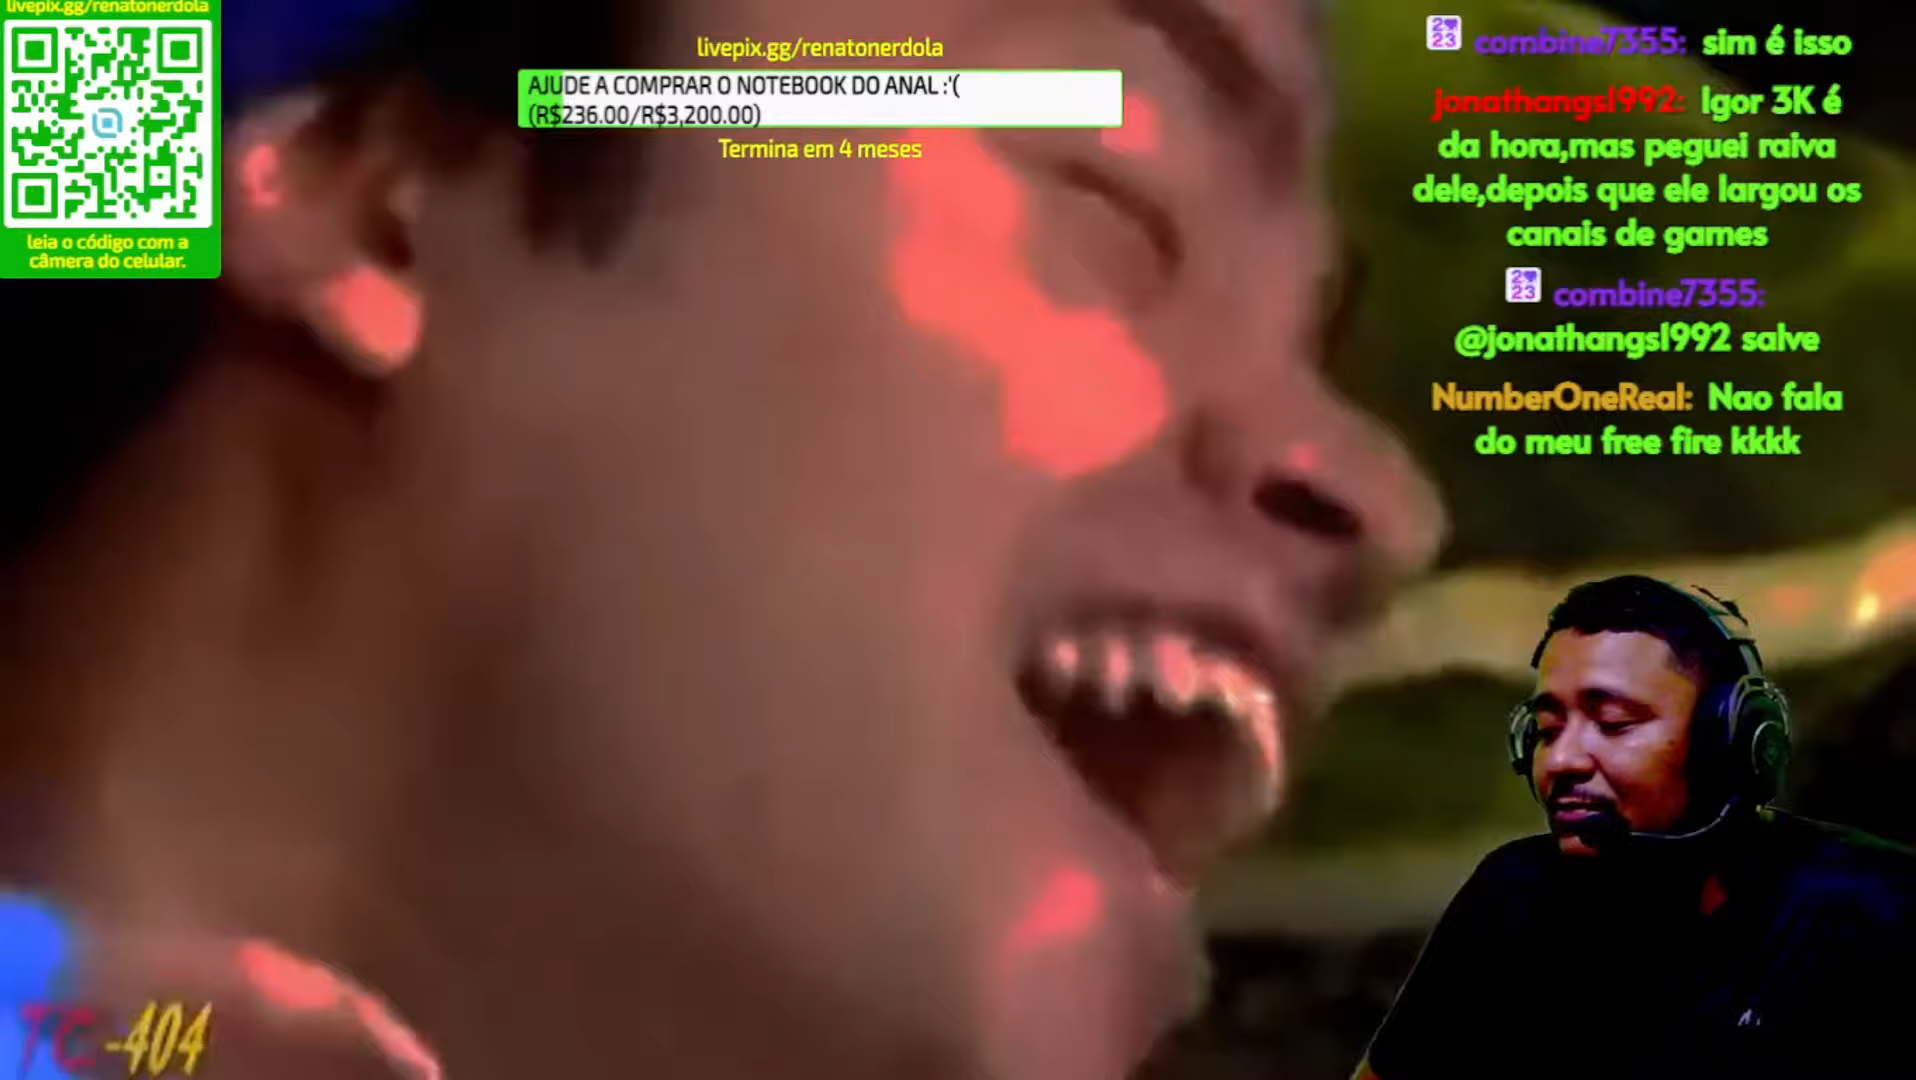 livepix.gg/renatonerdola
leia o código com a
câmera do celular.
livepix.gg/renatonerdola
AJUDE A COMPRAR O NOTEBOOK DO ANAL :'(
(R$236.00/R$3,200.00)
Termina em 4 meses
combine7355: sim é isso
jonathangs1992: Igor 3K é
da hora,mas peguei raiva
dele,depois que ele largou os
canais de games
combine7355:
@jonathangs1992 salve
NumberOneReal: Nao fala
do meu free fire kkkk
TC-404